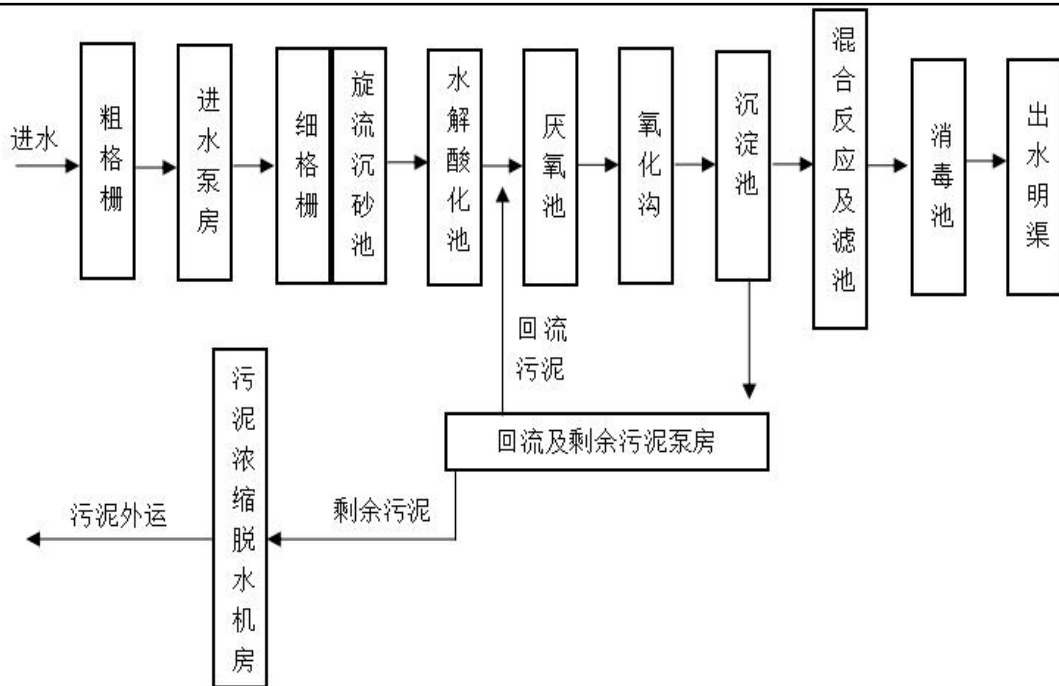 进水
粗格栅
进水泵房
细格栅
旋流沉砂池
水解酸化池
厌氧池
氧化沟
沉淀池
混合反应及滤池
消毒池
出水明渠
回流
污泥
回流及剩余污泥泵房
剩余污泥
污泥浓缩脱水机房
污泥外运